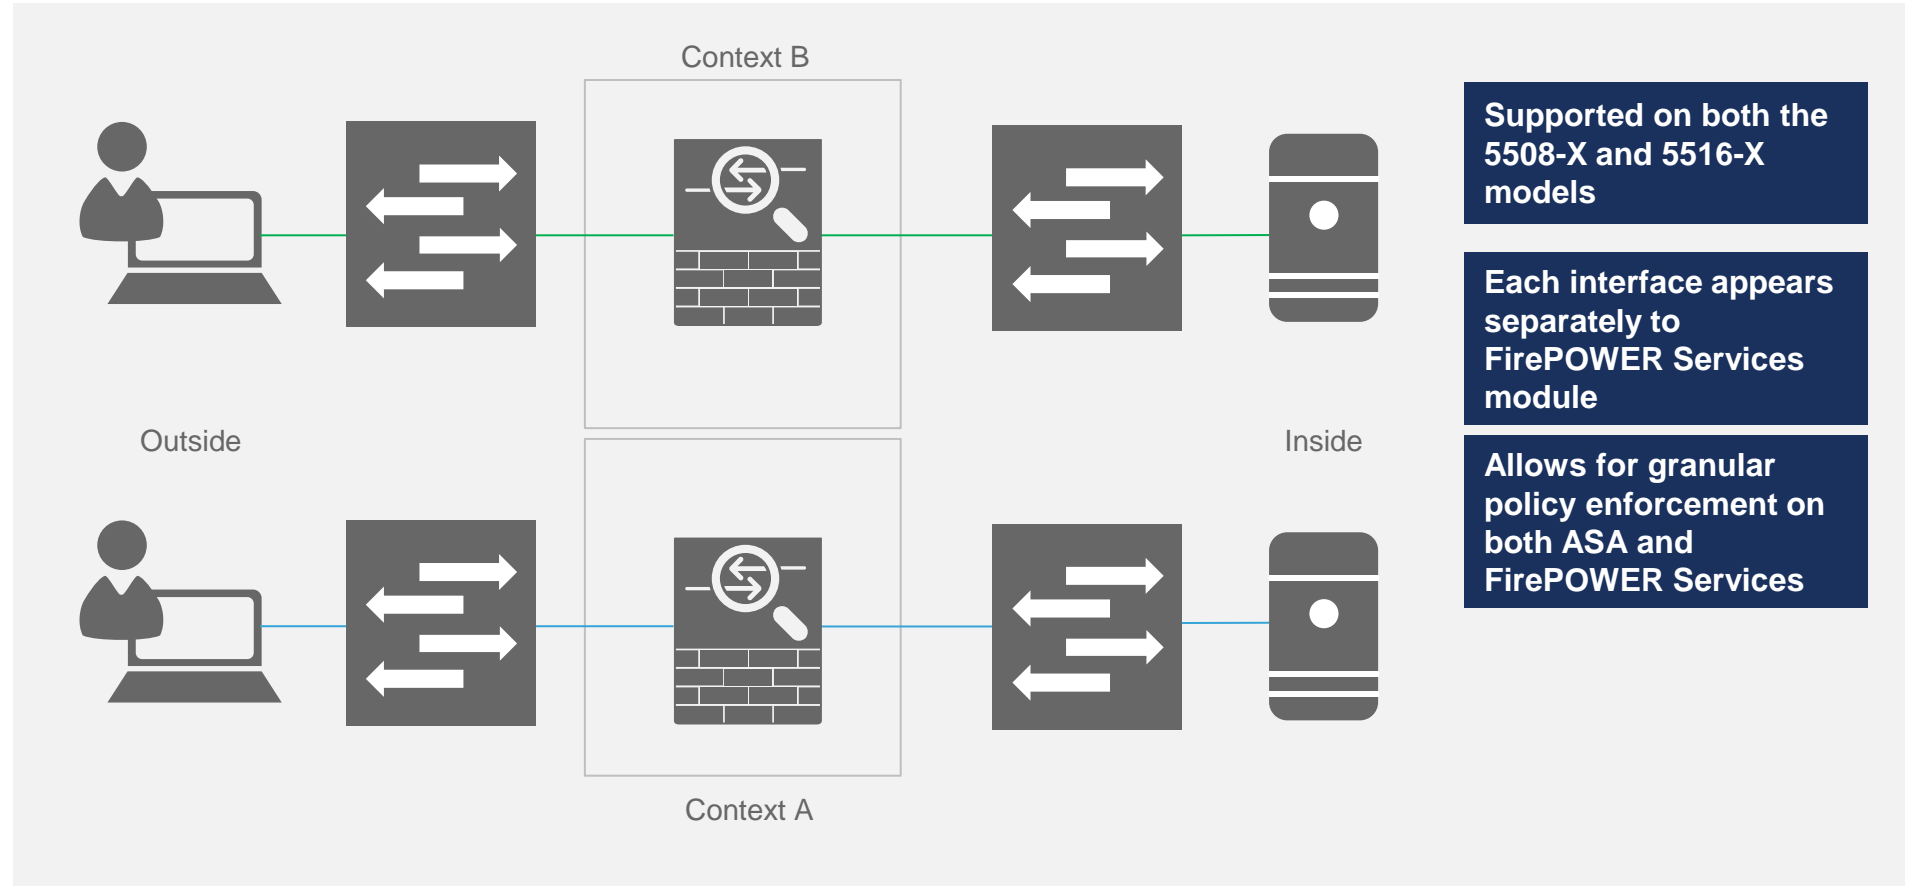 Context B
Supported on both the
5508-X and 5516-X
models
Each interface appears
separately to
FirePOWER Services
module
Outside
Inside
Allows for granular
policy enforcement on
both ASA and
FirePOWER Services
Context A